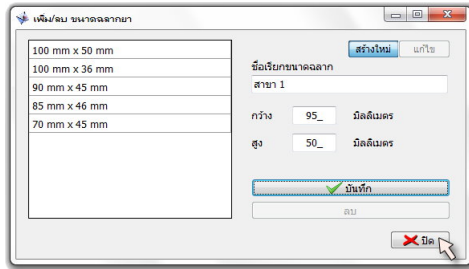 เพิ่ม/ลบ ขนาดฉลากยา
100 mm x 50 mm
100 mm x 36 mm
90 mm x 45 mm
85 mm x 46 mm
70 mm x 45 mm
สร้างใหม่ แก้ไข
ชื่อเรียกขนาดฉลาก
สาขา 1
กว้าง 95_ มิลลิเมตร
สูง 50_ มิลลิเมตร
บันทึก
ลบ
ปิด